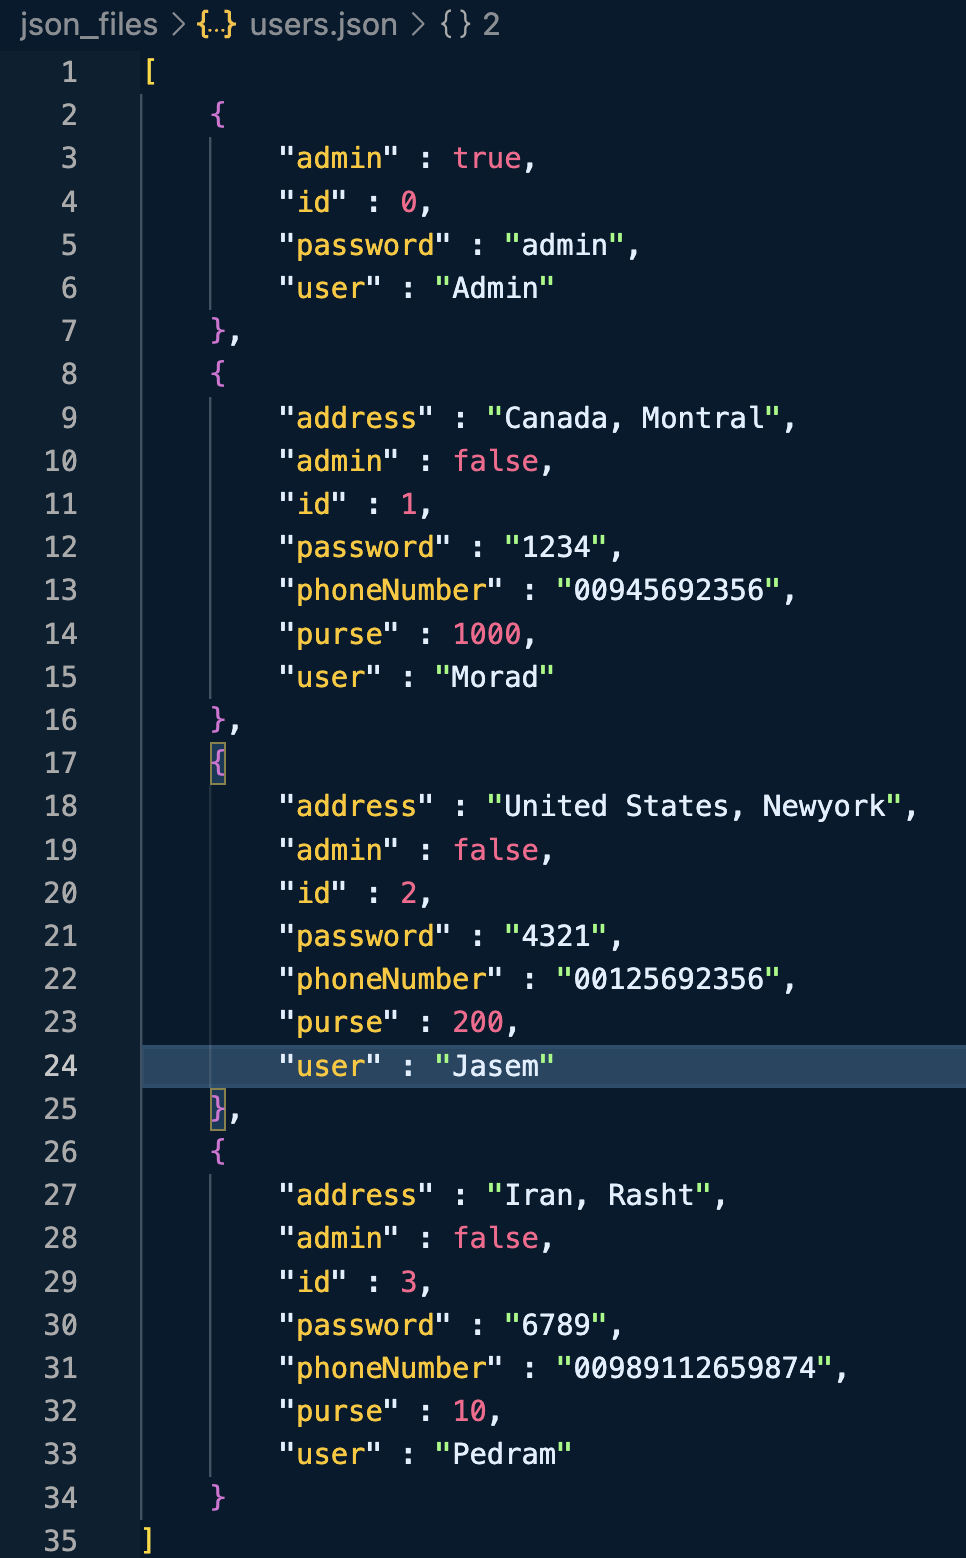 json_files > {...} users.json > {} 2
1 [
2 {
3 "admin" : true,
4 "id" : 0,
5 "password" : "admin",
6 "user" : "Admin"
7 },
8 {
9 "address" : "Canada, Montral",
10 "admin" : false,
11 "id" : 1,
12 "password" : "1234",
13 "phoneNumber" : "00945692356",
14 "purse" : 1000,
15 "user" : "Morad"
16 },
17 {
18 "address" : "United States, Newyork",
19 "admin" : false,
20 "id" : 2,
21 "password" : "4321",
22 "phoneNumber" : "00125692356",
23 "purse" : 200,
24 "user" : "Jasem"
25 },
26 {
27 "address" : "Iran, Rasht",
28 "admin" : false,
29 "id" : 3,
30 "password" : "6789",
31 "phoneNumber" : "00989112659874",
32 "purse" : 10,
33 "user" : "Pedram"
34 }
35 ]